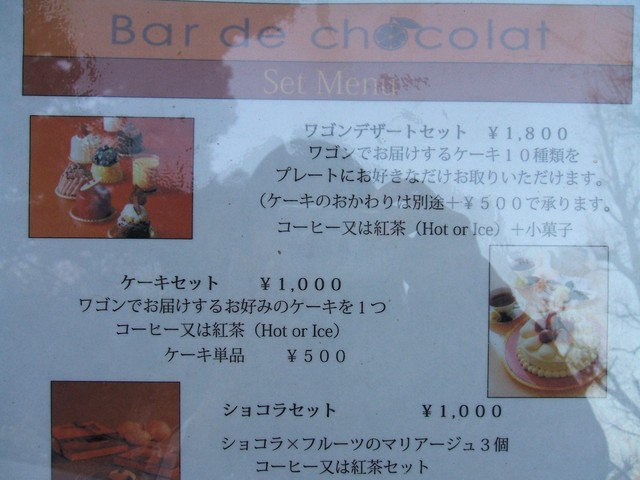 Bar de chocolat
Set Menu
ワゴンデザートセット　￥1,800
ワゴンでお届けするケーキ１０種類を
プレートにお好きなだけお取りいただけます。
（ケーキのおかわりは別途＋￥５００で承ります。
コーヒー又は紅茶（Hot or Ice）＋小菓子
ケーキセット　￥1,000
ワゴンでお届けするお好みのケーキを１つ
コーヒー又は紅茶（Hot or Ice）
ケーキ単品　￥５００
ショコラセット　￥1,000
ショコラ×フルーツのマリアージュ３個
コーヒー又は紅茶セット